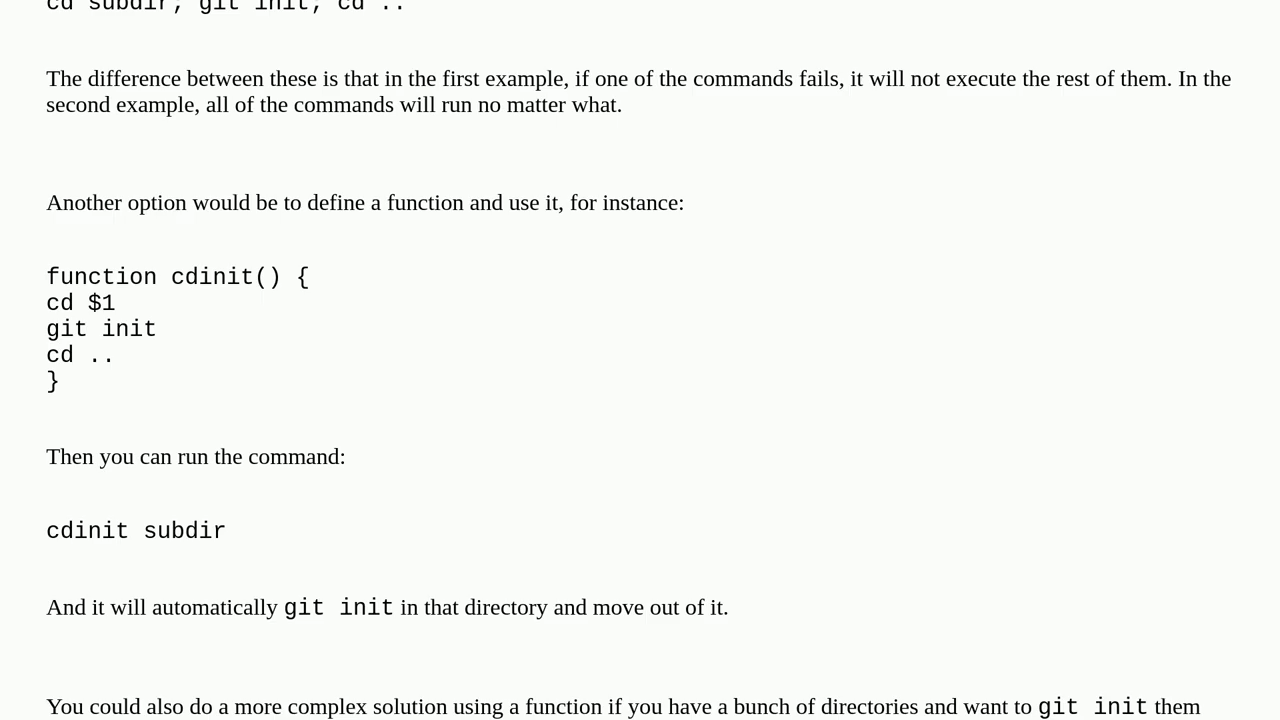 cd subdir; git init; cd ..
The difference between these is that in the first example, if one of the commands fails, it will not execute the rest of them. In the
second example, all of the commands will run no matter what.
Another option would be to define a function and use it, for instance:
function cdinit() {
cd $1
git init
cd ..
}
Then you can run the command:
cdinit subdir
And it will automatically git init in that directory and move out of it.
You could also do a more complex solution using a function if you have a bunch of directories and want to git init them